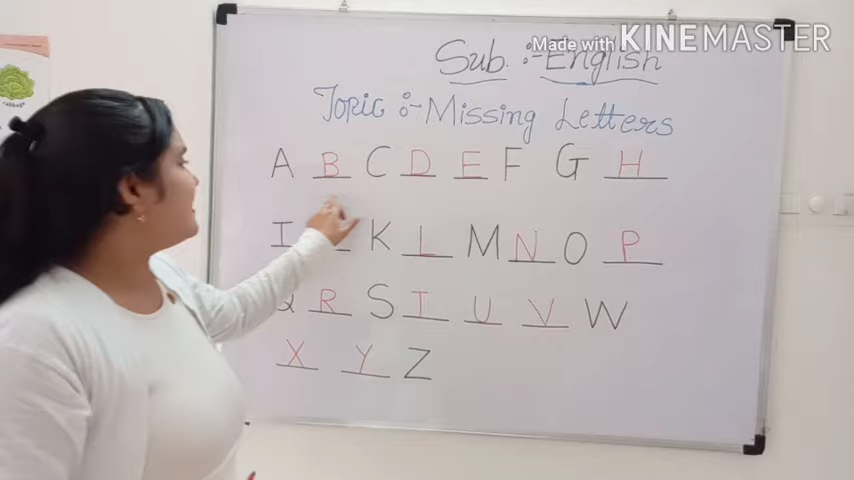 Made with KINEMASTER
Sub. :- English
Topic :- Missing Letters
A B C D E F G H
I K L M N O P
Q R S T U V W
X Y Z